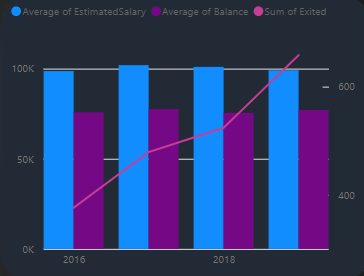 Average of EstimatedSalary Average of Balance Sum of Exited
100K
600
50K
400
0K
2016 2018